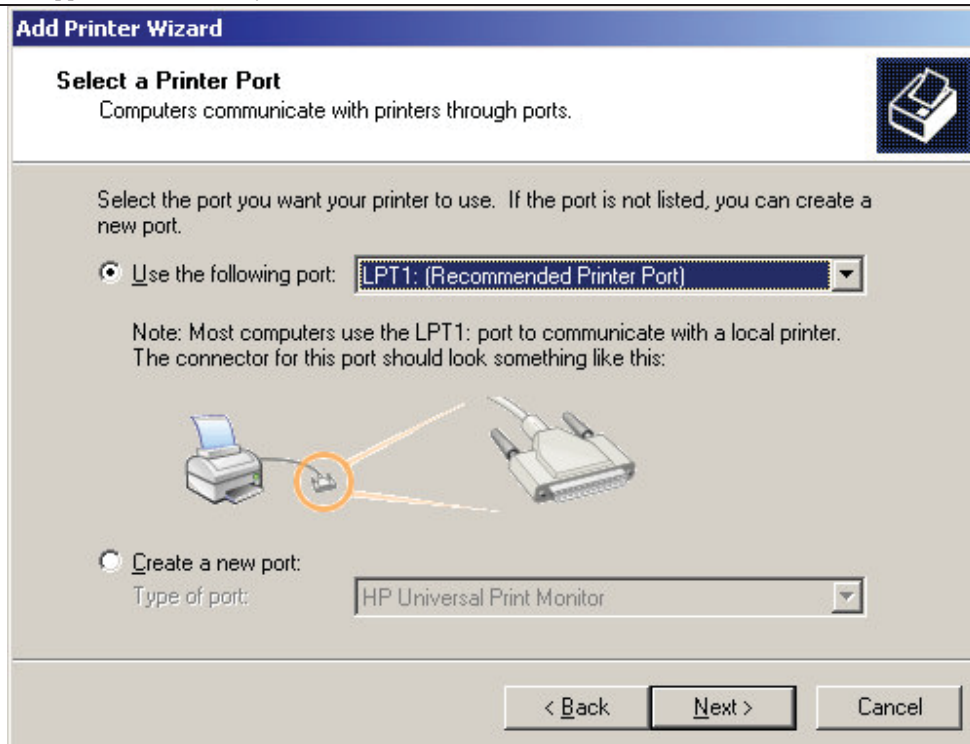 Add Printer Wizard
Select a Printer Port
Computers communicate with printers through ports.
Select the port you want your printer to use. If the port is not listed, you can create a
new port.
Use the following port: LPT1: (Recommended Printer Port)
Note: Most computers use the LPT1: port to communicate with a local printer.
The connector for this port should look something like this:
Create a new port:
Type of port: HP Universal Print Monitor
< Back Next > Cancel